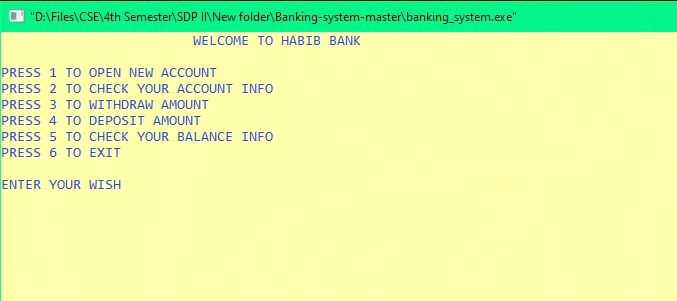 "D:\Files\CSE\4th Semester\SDP II\New folder\Banking-system-master\banking_system.exe"
WELCOME TO HABIB BANK
PRESS 1 TO OPEN NEW ACCOUNT
PRESS 2 TO CHECK YOUR ACCOUNT INFO
PRESS 3 TO WITHDRAW AMOUNT
PRESS 4 TO DEPOSIT AMOUNT
PRESS 5 TO CHECK YOUR BALANCE INFO
PRESS 6 TO EXIT
ENTER YOUR WISH